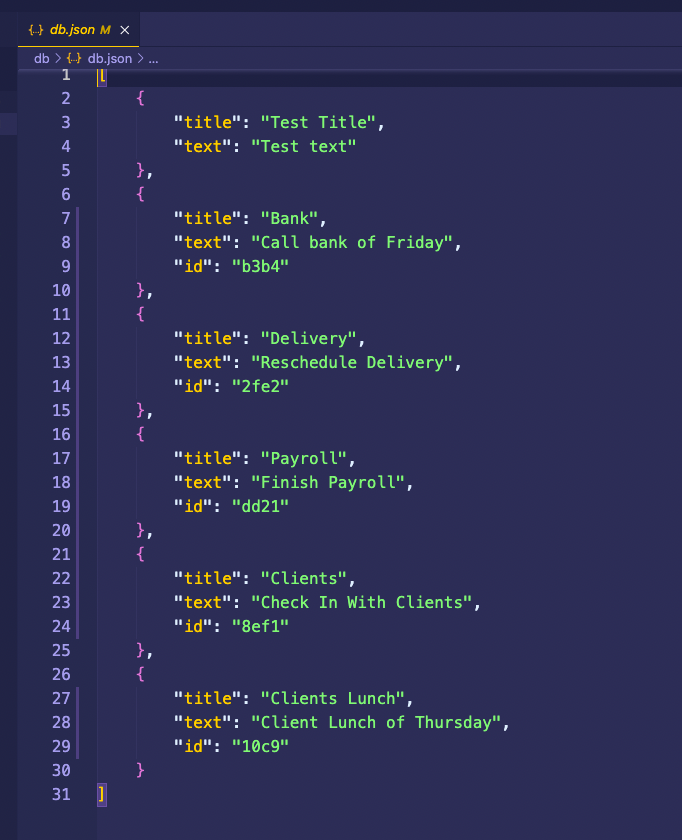 {..} db.json M ×
db > {..} db.json > ...
1 [
2 {
3 "title": "Test Title",
4 "text": "Test text"
5 },
6 {
7 "title": "Bank",
8 "text": "Call bank of Friday",
9 "id": "b3b4"
10 },
11 {
12 "title": "Delivery",
13 "text": "Reschedule Delivery",
14 "id": "2fe2"
15 },
16 {
17 "title": "Payroll",
18 "text": "Finish Payroll",
19 "id": "dd21"
20 },
21 {
22 "title": "Clients",
23 "text": "Check In With Clients",
24 "id": "8ef1"
25 },
26 {
27 "title": "Clients Lunch",
28 "text": "Client Lunch of Thursday",
29 "id": "10c9"
30 }
31 ]